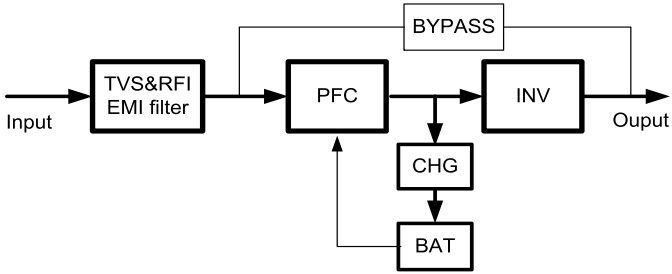 BYPASS
TVS&RFI
EMI filter
PFC
INV
Input
Ouput
CHG
BAT